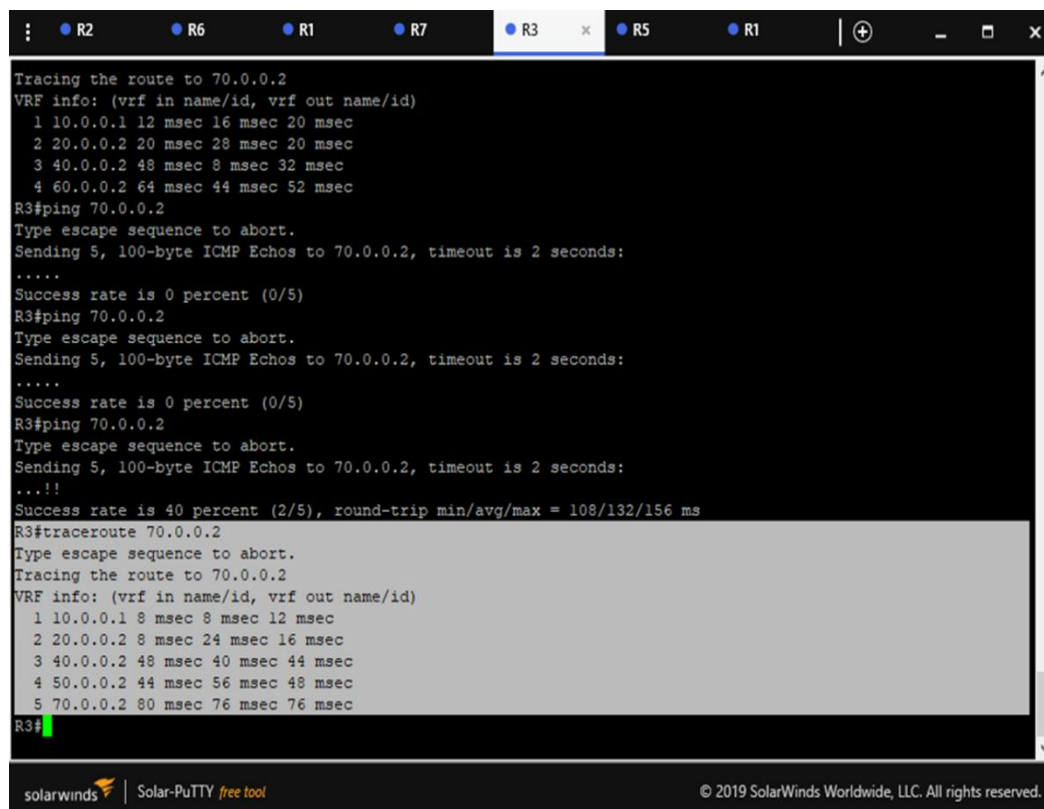 R2 R6 R1 R7 R3 R5 R1
Tracing the route to 70.0.0.2
VRF info: (vrf in name/id, vrf out name/id)
1 10.0.0.1 12 msec 16 msec 20 msec
2 20.0.0.2 20 msec 28 msec 20 msec
3 40.0.0.2 48 msec 8 msec 32 msec
4 60.0.0.2 64 msec 44 msec 52 msec
R3#ping 70.0.0.2
Type escape sequence to abort.
Sending 5, 100-byte ICMP Echos to 70.0.0.2, timeout is 2 seconds:
.....
Success rate is 0 percent (0/5)
R3#ping 70.0.0.2
Type escape sequence to abort.
Sending 5, 100-byte ICMP Echos to 70.0.0.2, timeout is 2 seconds:
.....
Success rate is 0 percent (0/5)
R3#ping 70.0.0.2
Type escape sequence to abort.
Sending 5, 100-byte ICMP Echos to 70.0.0.2, timeout is 2 seconds:
...!!
Success rate is 40 percent (2/5), round-trip min/avg/max = 108/132/156 ms
R3#traceroute 70.0.0.2
Type escape sequence to abort.
Tracing the route to 70.0.0.2
VRF info: (vrf in name/id, vrf out name/id)
1 10.0.0.1 8 msec 8 msec 12 msec
2 20.0.0.2 8 msec 24 msec 16 msec
3 40.0.0.2 48 msec 40 msec 44 msec
4 50.0.0.2 44 msec 56 msec 48 msec
5 70.0.0.2 80 msec 76 msec 76 msec
R3#
solarwinds | Solar-PuTTY free tool © 2019 SolarWinds Worldwide, LLC. All rights reserved.